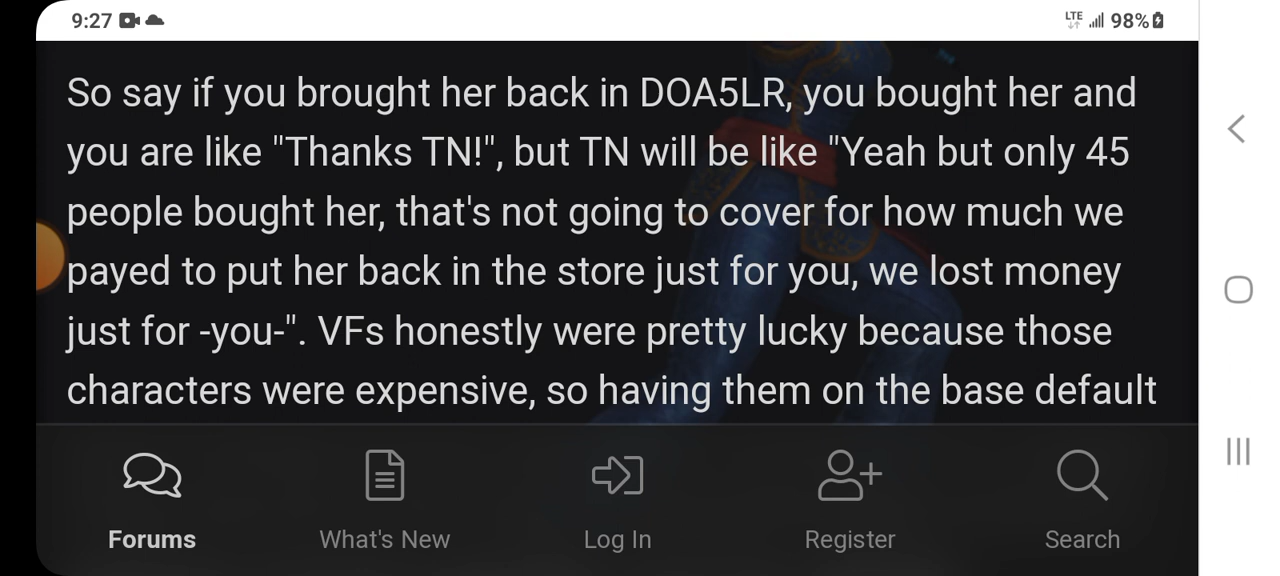 9:27
LTE
98%
So say if you brought her back in DOA5LR, you bought her and
you are like "Thanks TN!", but TN will be like "Yeah but only 45
people bought her, that's not going to cover for how much we
payed to put her back in the store just for you, we lost money
just for -you-". VFs honestly were pretty lucky because those
characters were expensive, so having them on the base default
Forums
What's New
Log In
Register
Search